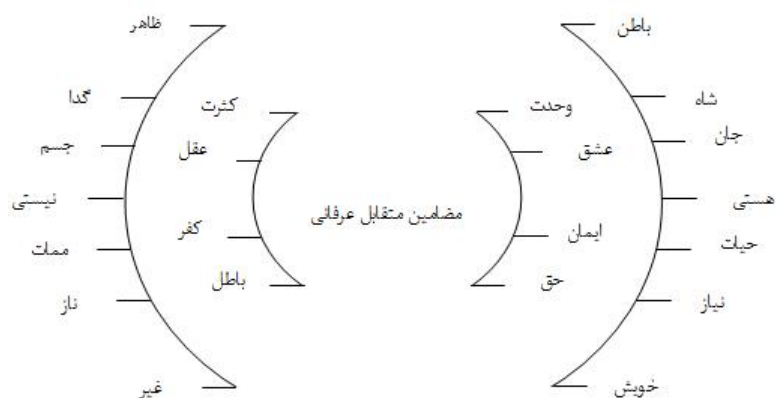 باطن
ظاهر
شاه
گدا
وحدت
کثرت
جان
جسم
عشق
عقل
هستی
نیستی
مضامین متقابل عرفانی
ایمان
کفر
حیات
ممات
حق
باطل
نیاز
ناز
خویش
غیر